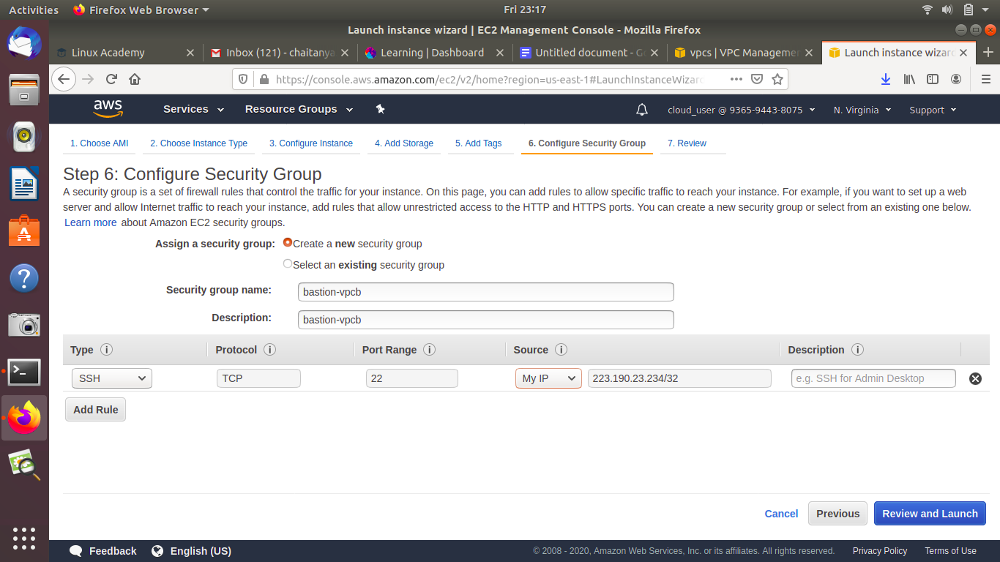 Activities Firefox Web Browser Fri 23:17
Launch instance wizard | EC2 Management Console - Mozilla Firefox
Linux Academy Inbox (121) - chaitanya Learning | Dashboard Untitled document - G vpcs | VPC Managemen Launch instance wizard
https://console.aws.amazon.com/ec2/v2/home?region=us-east-1#LaunchInstanceWizard
aws Services Resource Groups cloud_user @ 9365-9443-8075 N. Virginia Support
1. Choose AMI 2. Choose Instance Type 3. Configure Instance 4. Add Storage 5. Add Tags 6. Configure Security Group 7. Review
Step 6: Configure Security Group
A security group is a set of firewall rules that control the traffic for your instance. On this page, you can add rules to allow specific traffic to reach your instance. For example, if you want to set up a web
server and allow Internet traffic to reach your instance, add rules that allow unrestricted access to the HTTP and HTTPS ports. You can create a new security group or select from an existing one below.
Learn more about Amazon EC2 security groups.
Assign a security group: Create a new security group
Select an existing security group
Security group name: bastion-vpcb
Description: bastion-vpcb
Type i Protocol i Port Range i Source i Description i
SSH TCP 22 My IP 223.190.23.234/32 e.g. SSH for Admin Desktop
Add Rule
Cancel Previous Review and Launch
Feedback English (US) © 2008 - 2020, Amazon Web Services, Inc. or its affiliates. All rights reserved. Privacy Policy Terms of Use